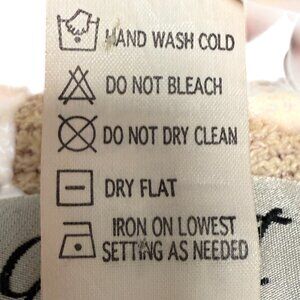 HAND WASH COLD
DO NOT BLEACH
DO NOT DRY CLEAN
DRY FLAT
IRON ON LOWEST
SETTING AS NEEDED